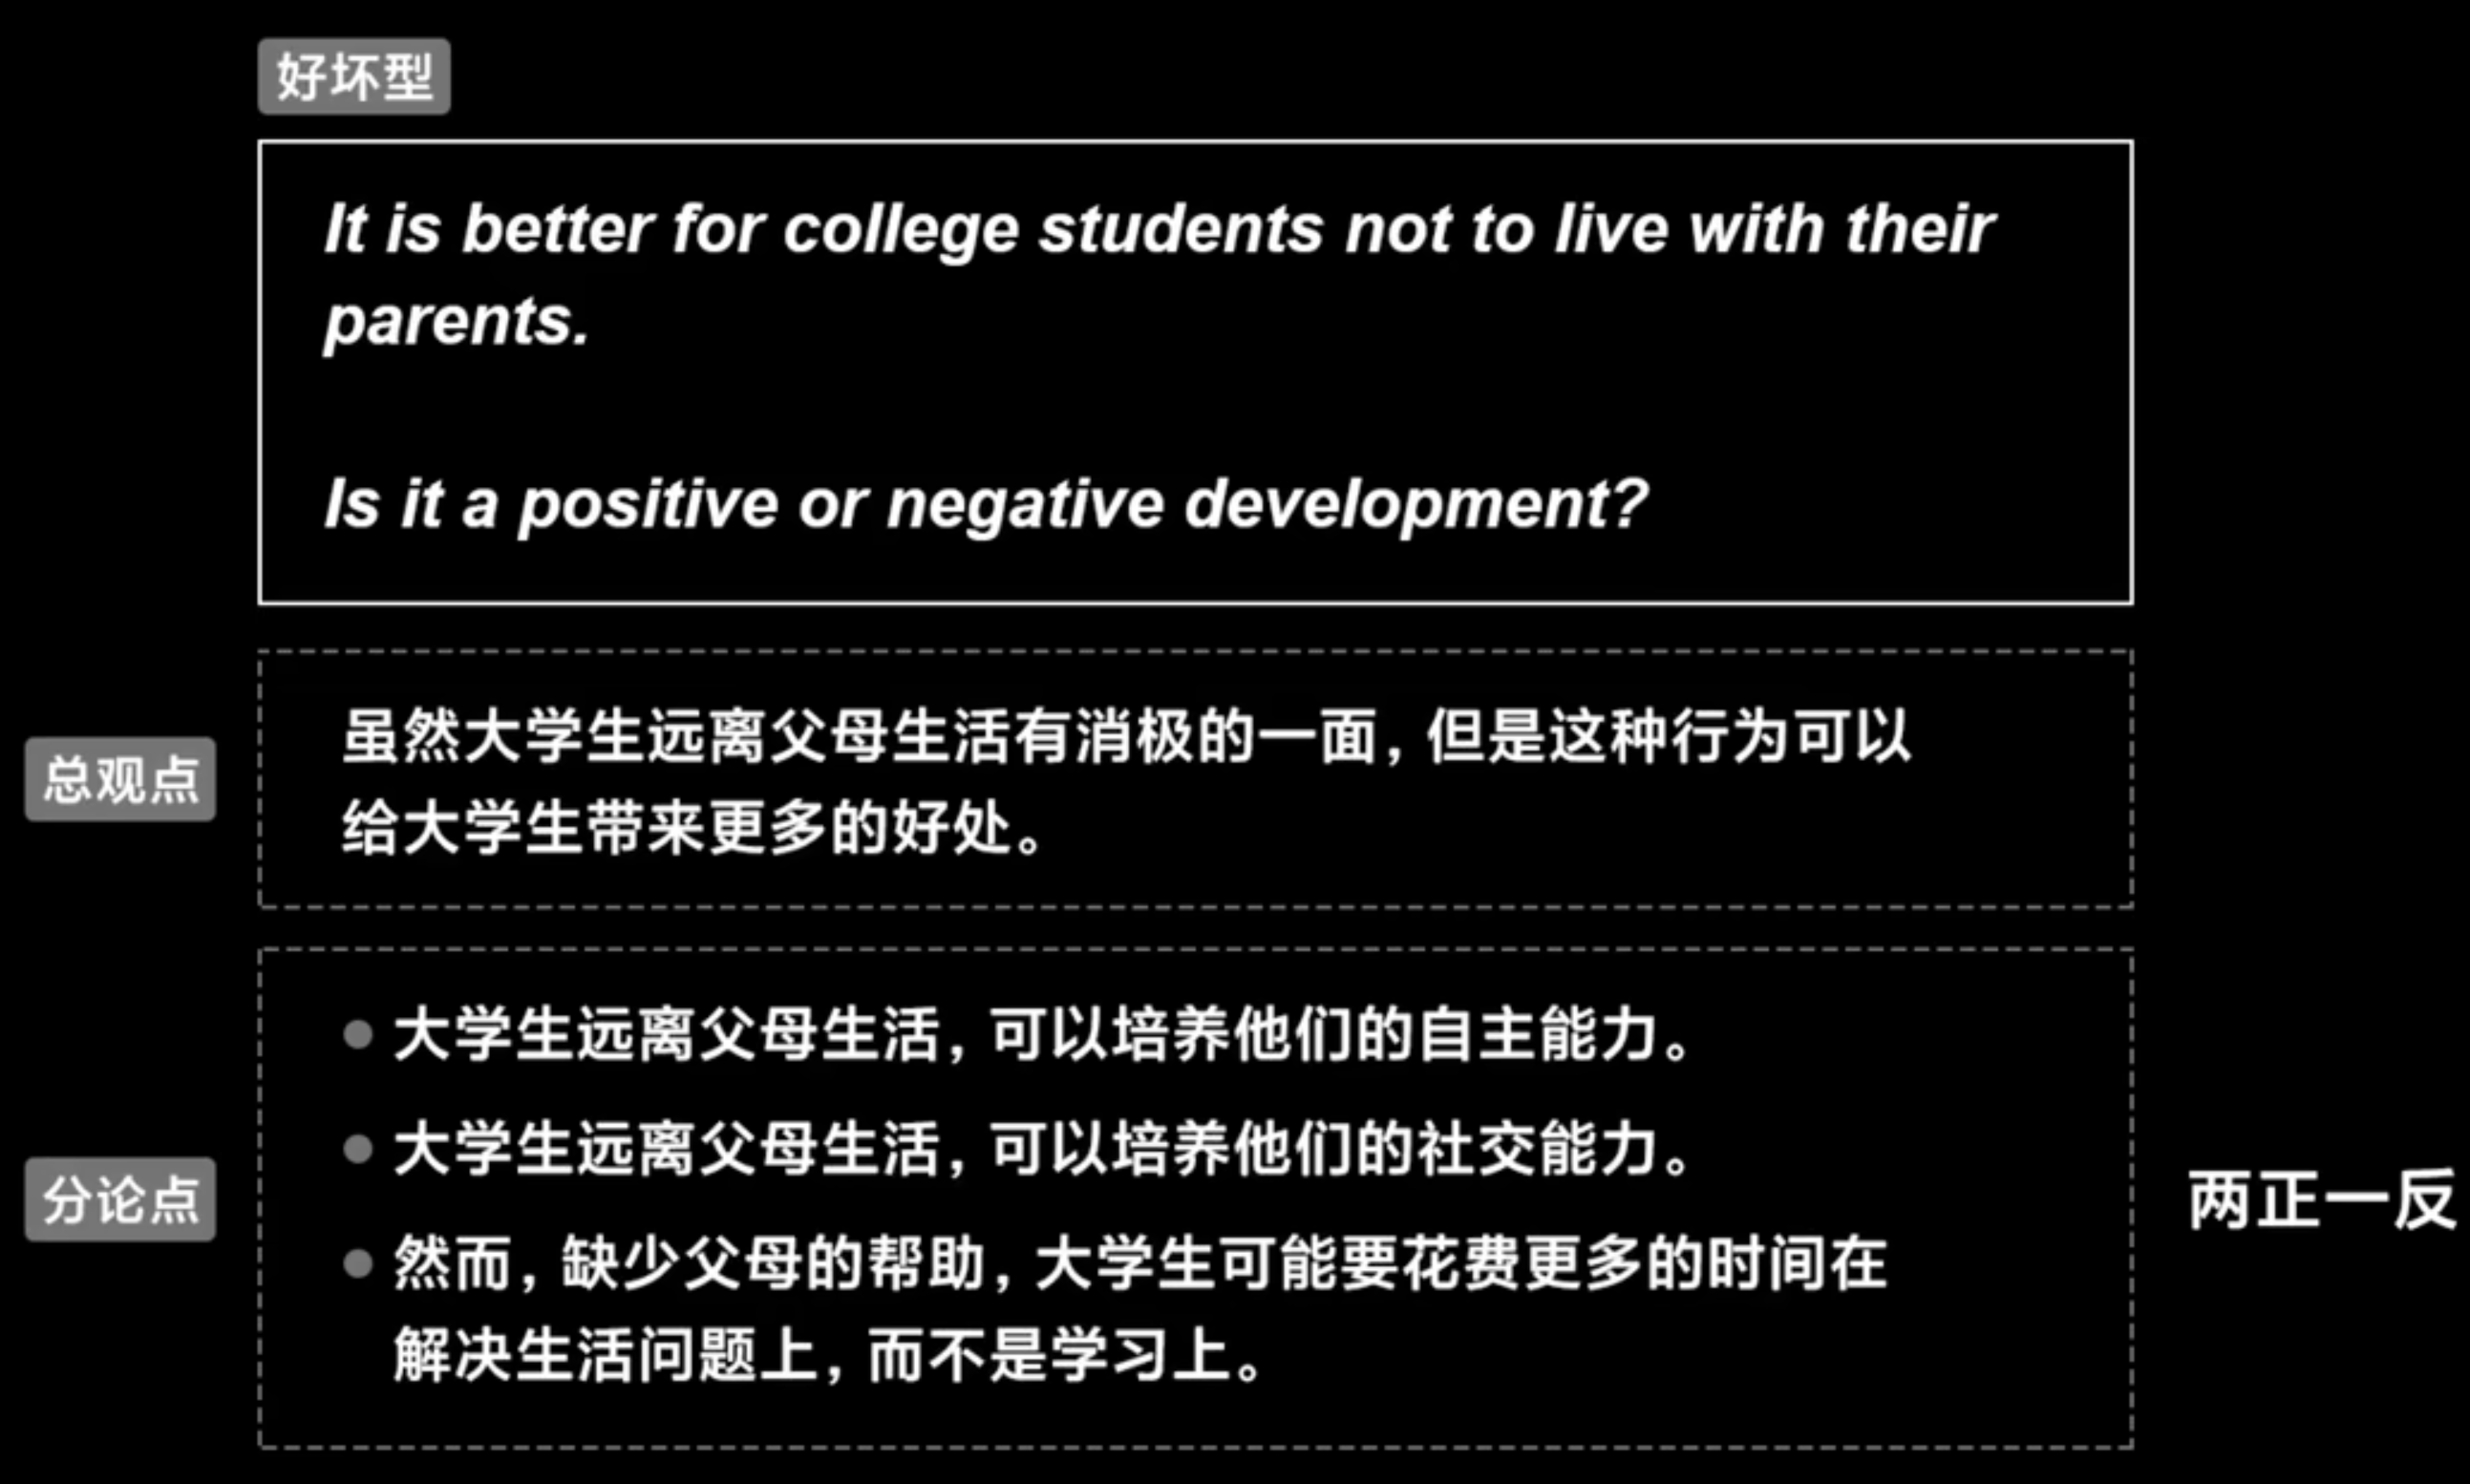 好坏型
It is better for college students not to live with their
parents.
Is it a positive or negative development?
总观点
虽然大学生远离父母生活有消极的一面，但是这种行为可以
给大学生带来更多的好处。
分论点
大学生远离父母生活，可以培养他们的自主能力。
大学生远离父母生活，可以培养他们的社交能力。
然而，缺少父母的帮助，大学生可能要花费更多的时间在
解决生活问题上，而不是学习上。
两正一反